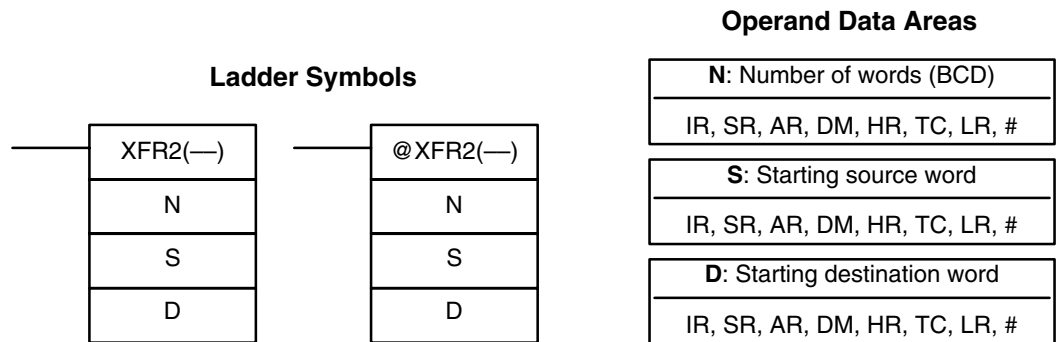 Operand Data Areas
Ladder Symbols
XFR2(––)
N
S
D
@XFR2(––)
N
S
D
N: Number of words (BCD)
IR, SR, AR, DM, HR, TC, LR, #
S: Starting source word
IR, SR, AR, DM, HR, TC, LR, #
D: Starting destination word
IR, SR, AR, DM, HR, TC, LR, #